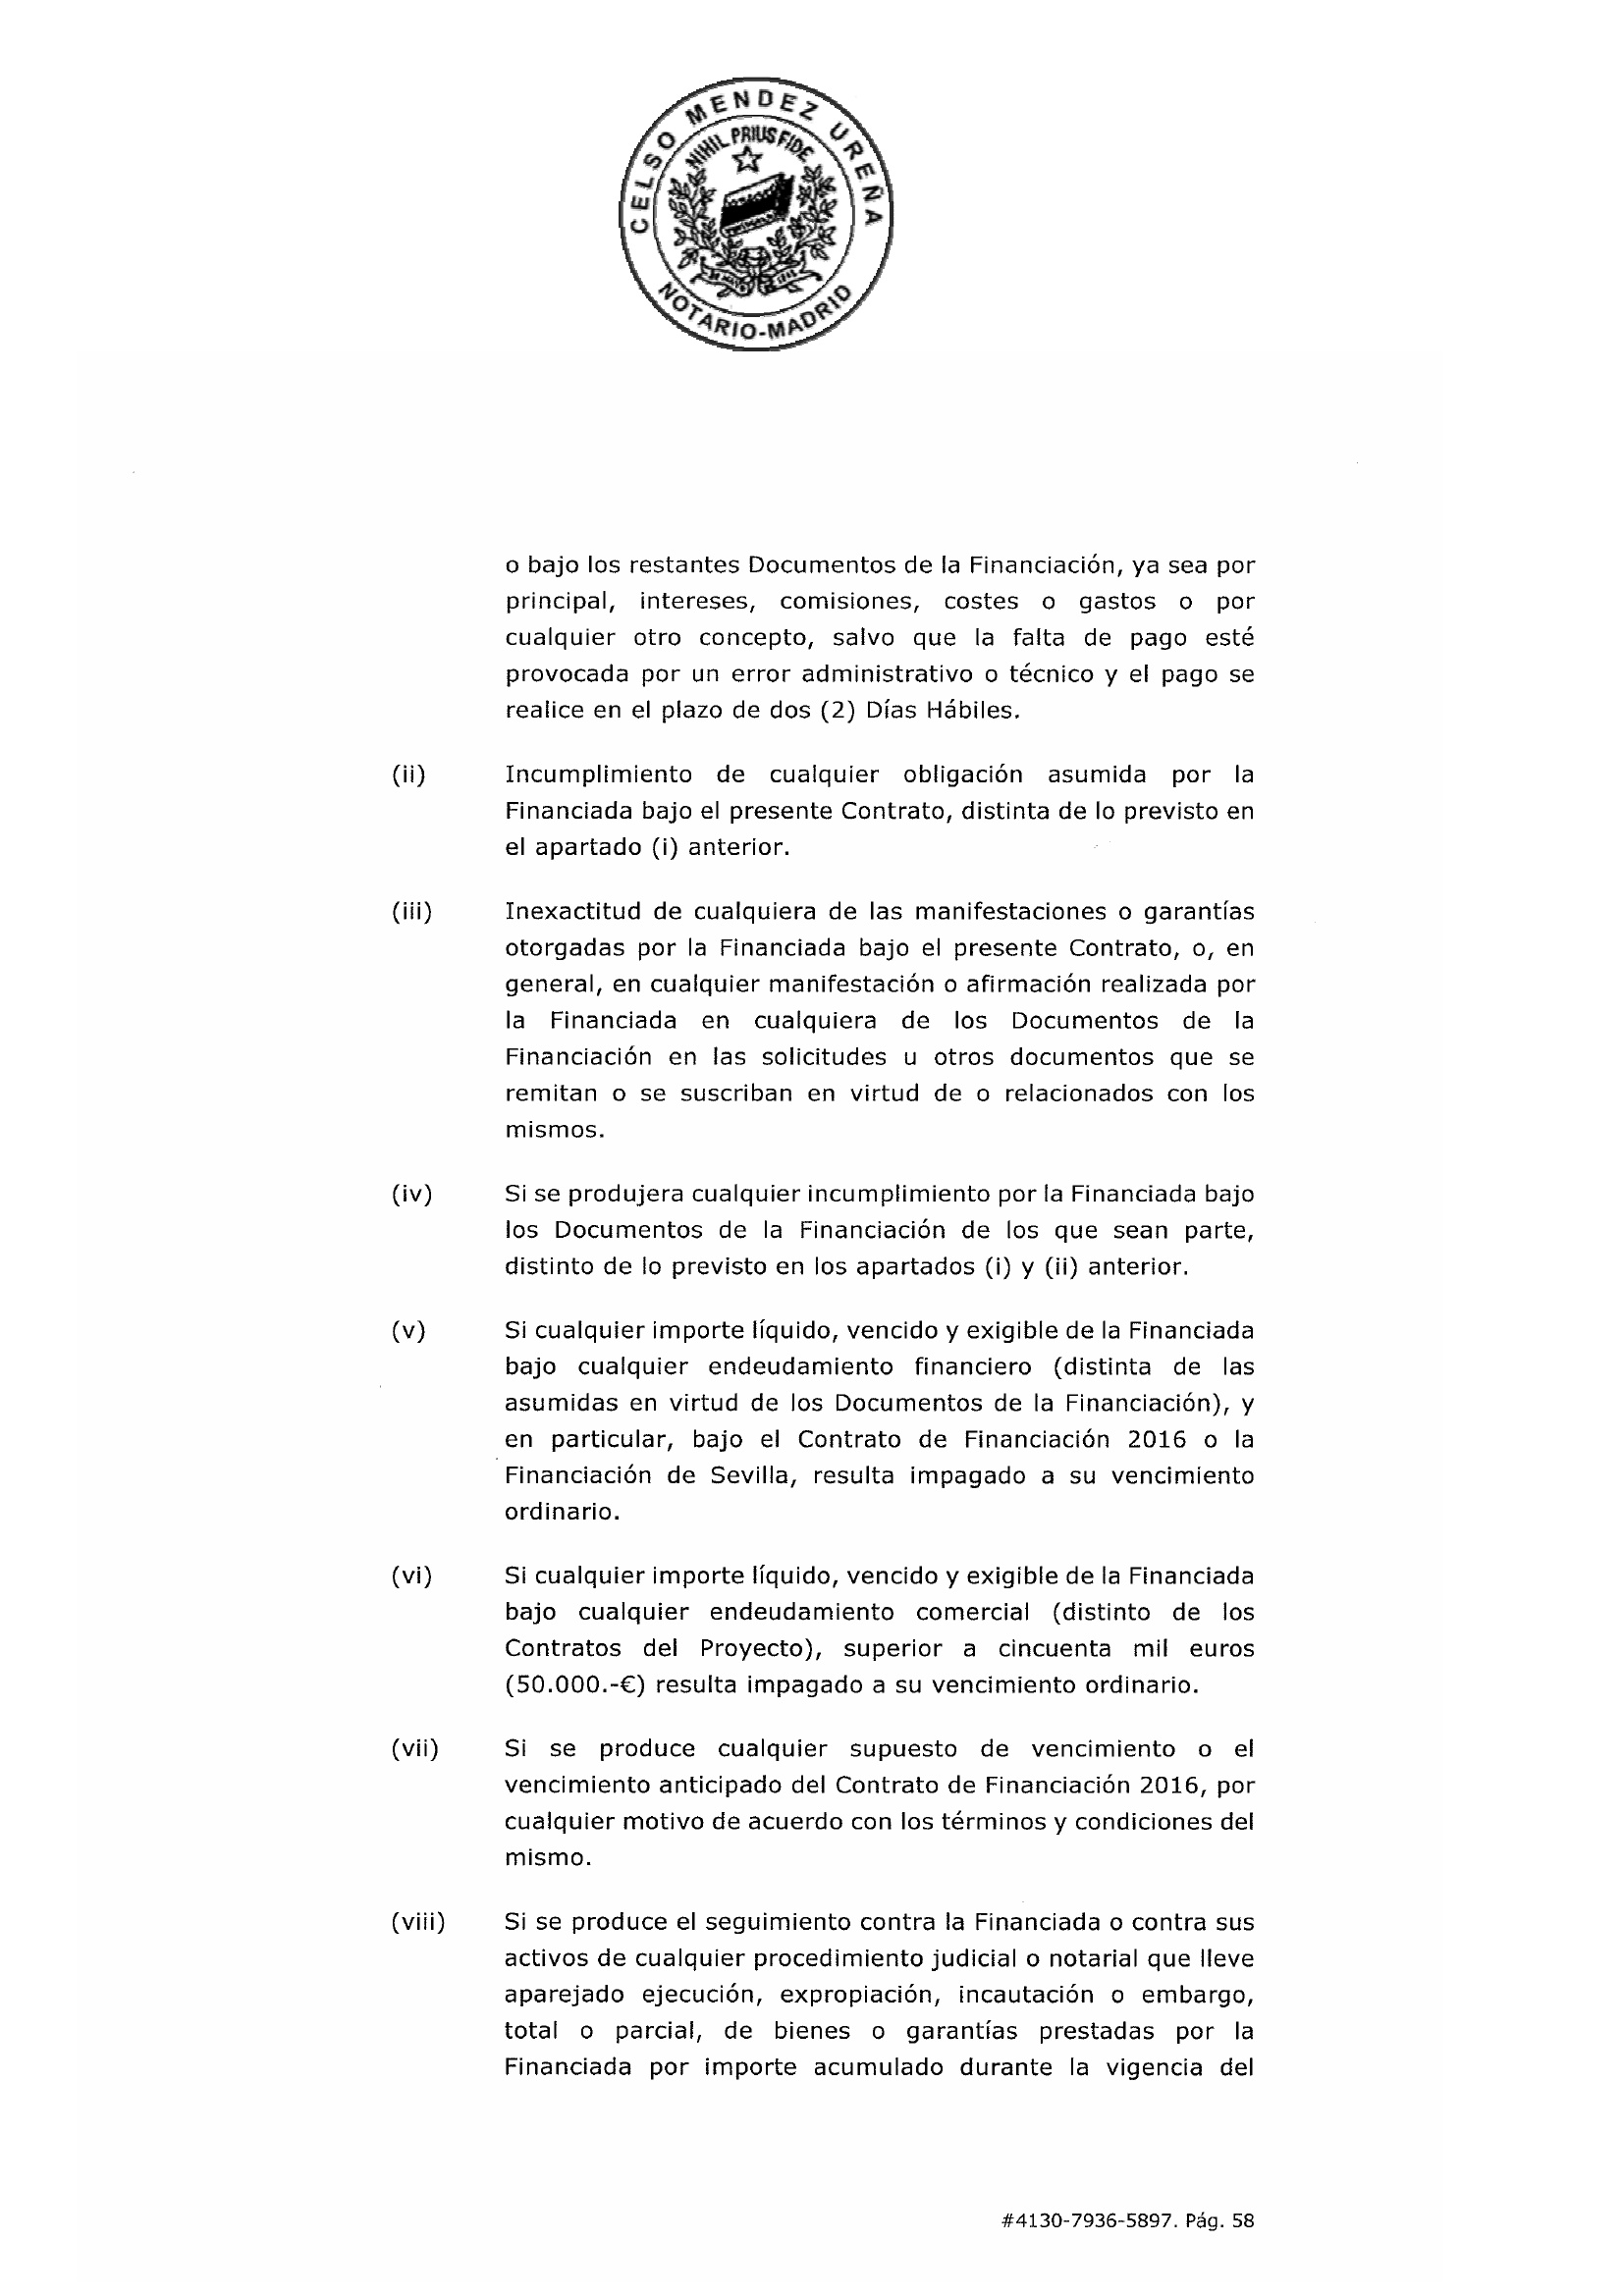 CELSO MENDEZ UREÑA
NIHIL PRIUS FIDE
NOTARIO-MADRID
o bajo los restantes Documentos de la Financiación, ya sea por
principal, intereses, comisiones, costes o gastos o por
cualquier otro concepto, salvo que la falta de pago esté
provocada por un error administrativo o técnico y el pago se
realice en el plazo de dos (2) Días Hábiles.
(ii) Incumplimiento de cualquier obligación asumida por la
Financiada bajo el presente Contrato, distinta de lo previsto en
el apartado (i) anterior.
(iii) Inexactitud de cualquiera de las manifestaciones o garantías
otorgadas por la Financiada bajo el presente Contrato, o, en
general, en cualquier manifestación o afirmación realizada por
la Financiada en cualquiera de los Documentos de la
Financiación en las solicitudes u otros documentos que se
remitan o se suscriban en virtud de o relacionados con los
mismos.
(iv) Si se produjera cualquier incumplimiento por la Financiada bajo
los Documentos de la Financiación de los que sean parte,
distinto de lo previsto en los apartados (i) y (ii) anterior.
(v) Si cualquier importe líquido, vencido y exigible de la Financiada
bajo cualquier endeudamiento financiero (distinta de las
asumidas en virtud de los Documentos de la Financiación), y
en particular, bajo el Contrato de Financiación 2016 o la
Financiación de Sevilla, resulta impagado a su vencimiento
ordinario.
(vi) Si cualquier importe líquido, vencido y exigible de la Financiada
bajo cualquier endeudamiento comercial (distinto de los
Contratos del Proyecto), superior a cincuenta mil euros
(50.000.-€) resulta impagado a su vencimiento ordinario.
(vii) Si se produce cualquier supuesto de vencimiento o el
vencimiento anticipado del Contrato de Financiación 2016, por
cualquier motivo de acuerdo con los términos y condiciones del
mismo.
(viii) Si se produce el seguimiento contra la Financiada o contra sus
activos de cualquier procedimiento judicial o notarial que lleve
aparejado ejecución, expropiación, incautación o embargo,
total o parcial, de bienes o garantías prestadas por la
Financiada por importe acumulado durante la vigencia del
#4130-7936-5897. Pág. 58